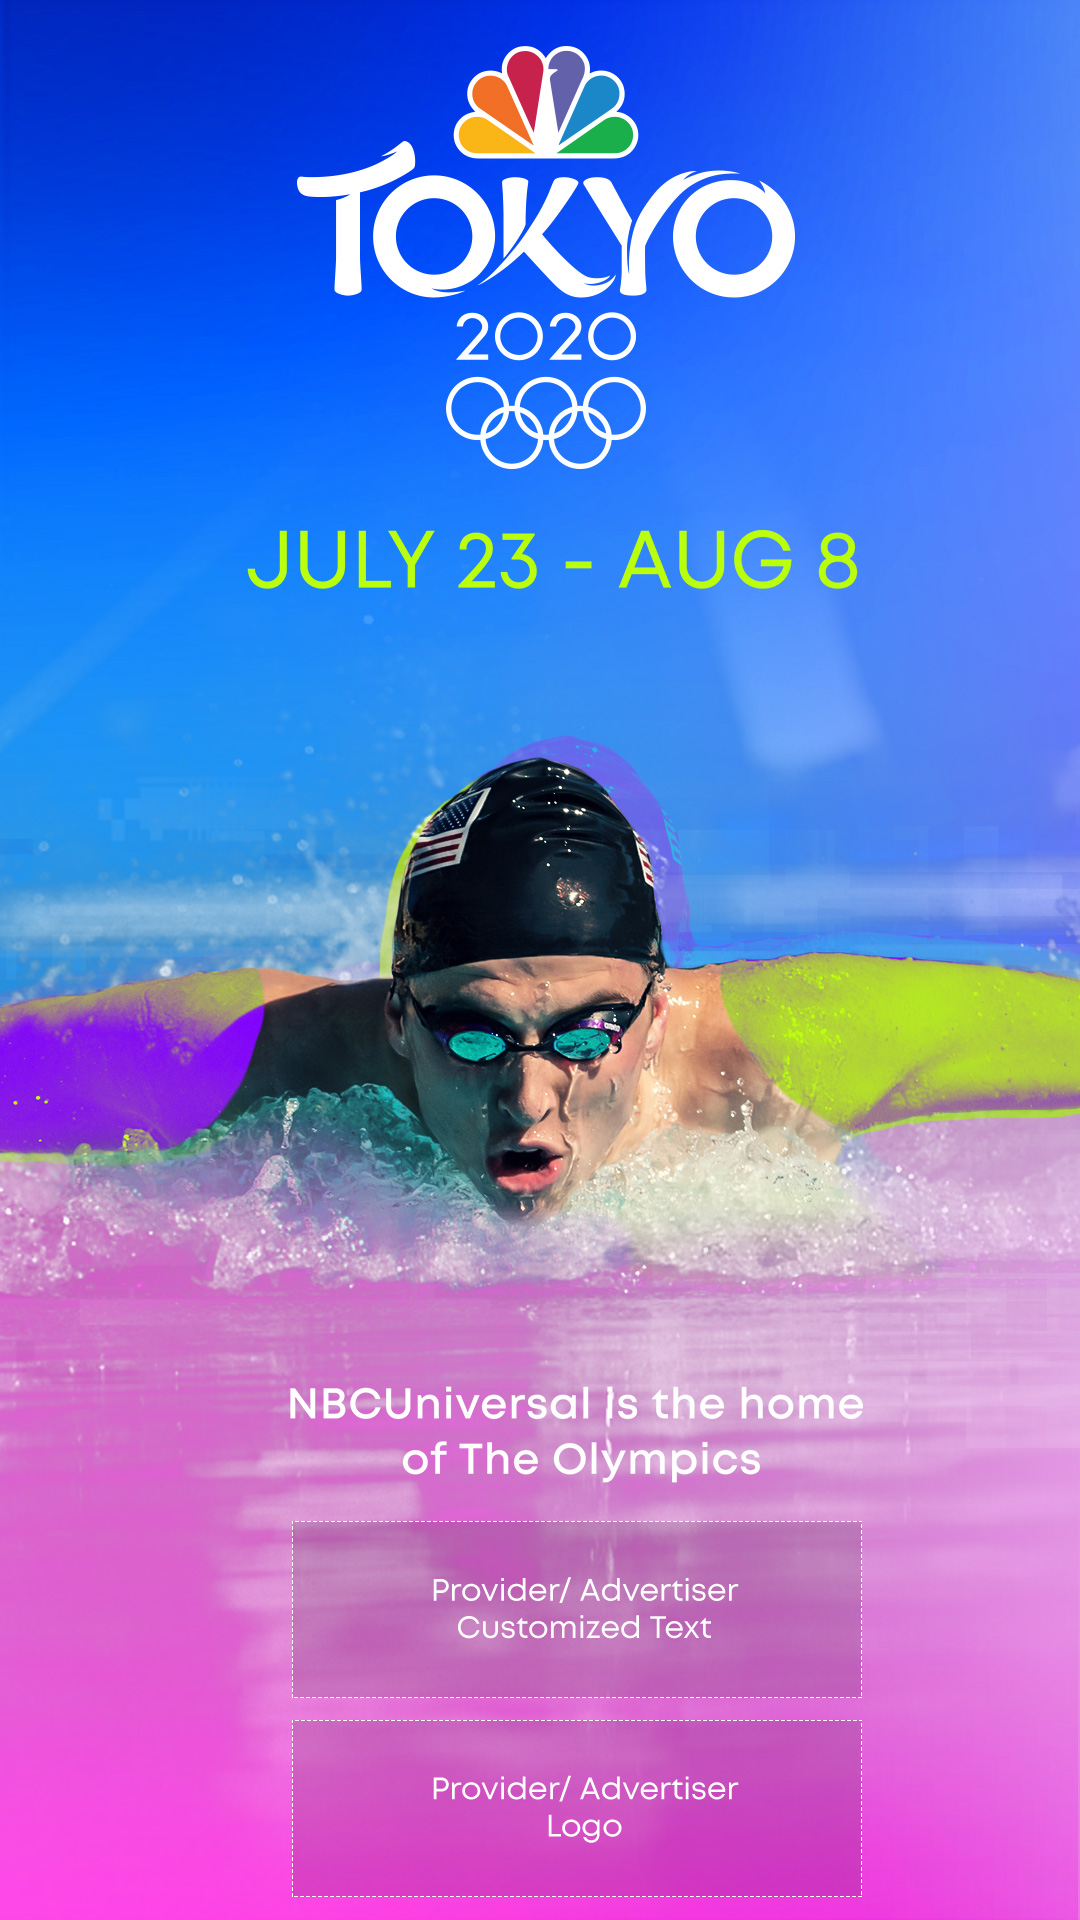 TOKYO
2020
JULY 23 - AUG 8
NBCUniversal Is the home
of The Olympics
Provider/ Advertiser
Customized Text
Provider/ Advertiser
Logo